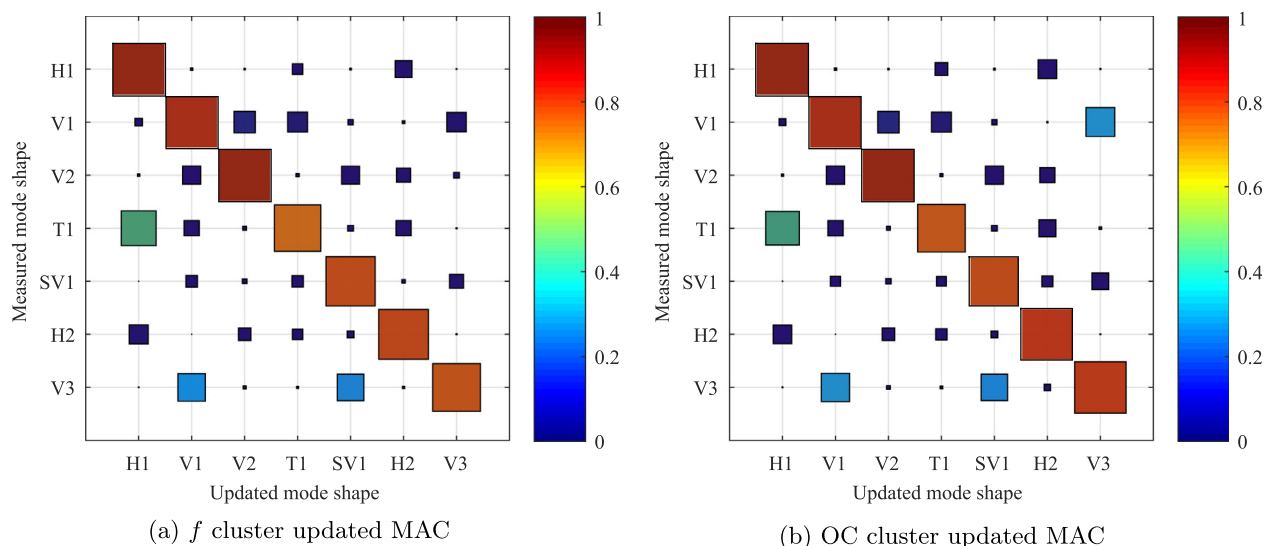 H1
V1
V2
T1
SV1
H2
V3
Measured mode shape
H1 V1 V2 T1 SV1 H2 V3
Updated mode shape
1
0.8
0.6
0.4
0.2
0
(a) f cluster updated MAC
H1
V1
V2
T1
SV1
H2
V3
Measured mode shape
H1 V1 V2 T1 SV1 H2 V3
Updated mode shape
1
0.8
0.6
0.4
0.2
0
(b) OC cluster updated MAC